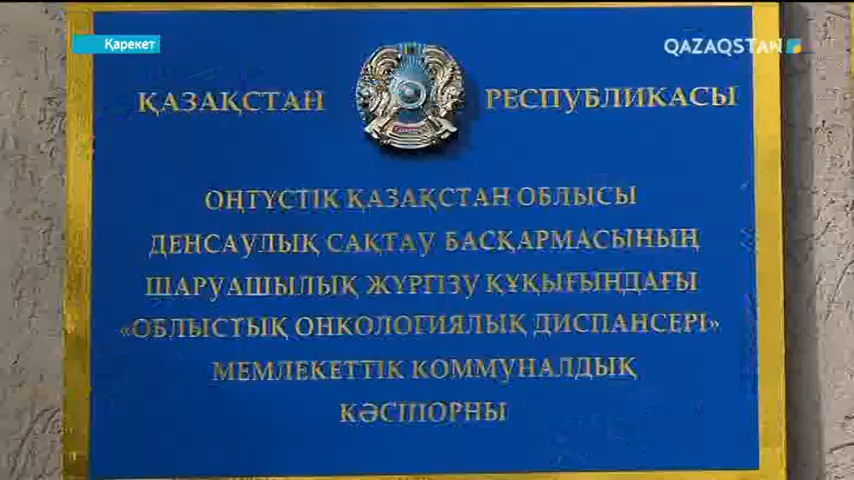 Қарекет
QAZAQSTAN
ҚАЗАҚСТАН РЕСПУБЛИКАСЫ
ОҢТҮСТІК ҚАЗАҚСТАН ОБЛЫСЫ
ДЕНСАУЛЫҚ САҚТАУ БАСҚАРМАСЫНЫҢ
ШАРУАШЫЛЫҚ ЖҮРГІЗУ ҚҰҚЫҒЫНДАҒЫ
«ОБЛЫСТЫҚ ОНКОЛОГИЯЛЫҚ ДИСПАНСЕРІ»
МЕМЛЕКЕТТІК КОММУНАЛДЫҚ
КӘСІПОРНЫ